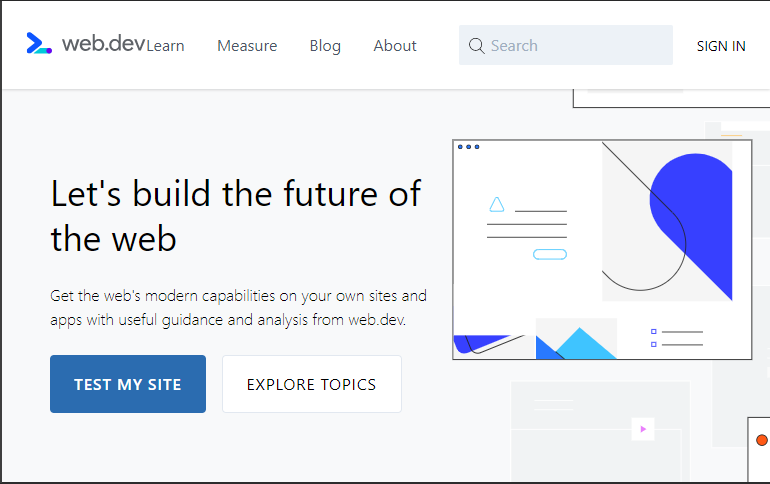 web.dev Learn Measure Blog About Search SIGN IN
Let's build the future of
the web
Get the web's modern capabilities on your own sites and
apps with useful guidance and analysis from web.dev.
TEST MY SITE EXPLORE TOPICS